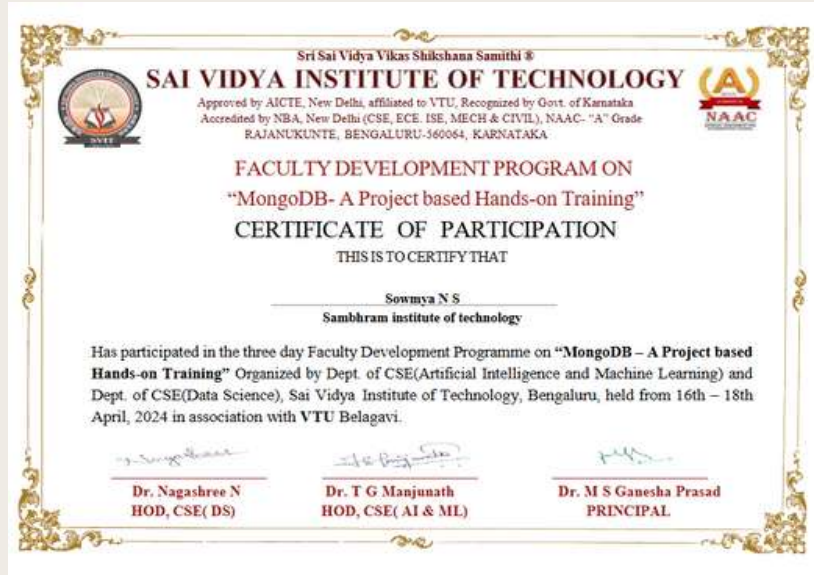 Sri Sai Vidya Vikas Shikshana Samithi ®
SAI VIDYA INSTITUTE OF TECHNOLOGY
Approved by AICTE, New Delhi, affiliated to VTU, Recognized by Govt. of Karnataka
Accredited by NBA, New Delhi (CSE, ECE. ISE, MECH & CIVIL), NAAC- “A” Grade
RAJANUKUNTE, BENGALURU-560064, KARNATAKA
SVIT
A
NAAC
FACULTY DEVELOPMENT PROGRAM ON
“MongoDB- A Project based Hands-on Training”
CERTIFICATE OF PARTICIPATION
THIS IS TO CERTIFY THAT
Sowmya N S
Sambhram institute of technology
Has participated in the three day Faculty Development Programme on “MongoDB – A Project based
Hands-on Training” Organized by Dept. of CSE(Artificial Intelligence and Machine Learning) and
Dept. of CSE(Data Science), Sai Vidya Institute of Technology, Bengaluru, held from 16th – 18th
April, 2024 in association with VTU Belagavi.
Dr. Nagashree N
HOD, CSE( DS)
Dr. T G Manjunath
HOD, CSE( AI & ML)
Dr. M S Ganesha Prasad
PRINCIPAL